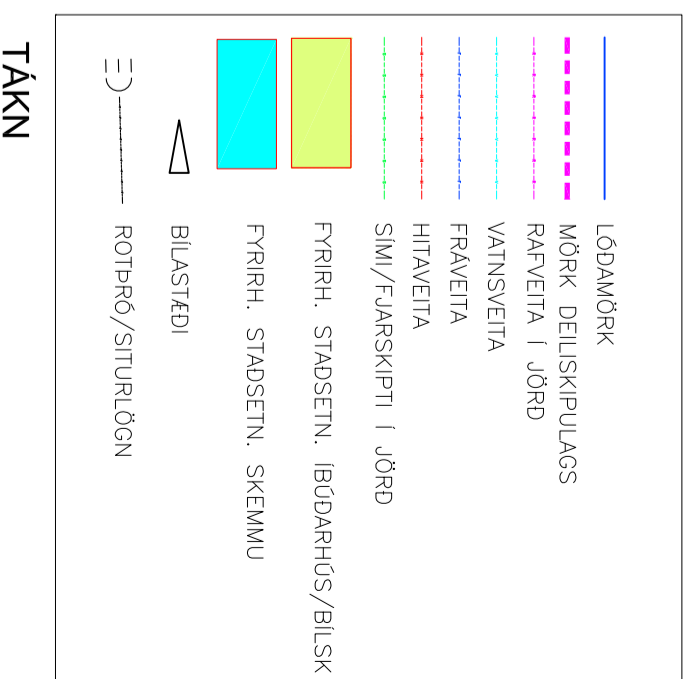 TÁKN
LÓÐAMÖRK
MÖRK DEILISKIPULAGS
RAFVEITA Í JÖRÐ
VATNSVEITA
FRÁVEITA
HITAVEITA
SÍMI/FJARSKIPTI Í JÖRÐ
FYRIRH. STAÐSETN. ÍBÚÐARHÚS/BÍLSK
FYRIRH. STAÐSETN. SKEMMU
BÍLASTÆÐI
ROTÞRÓ/SITURLÖGN